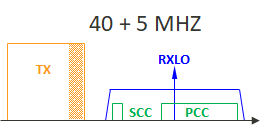 40 + 5 MHZ
RXLO
TX
SCC PCC